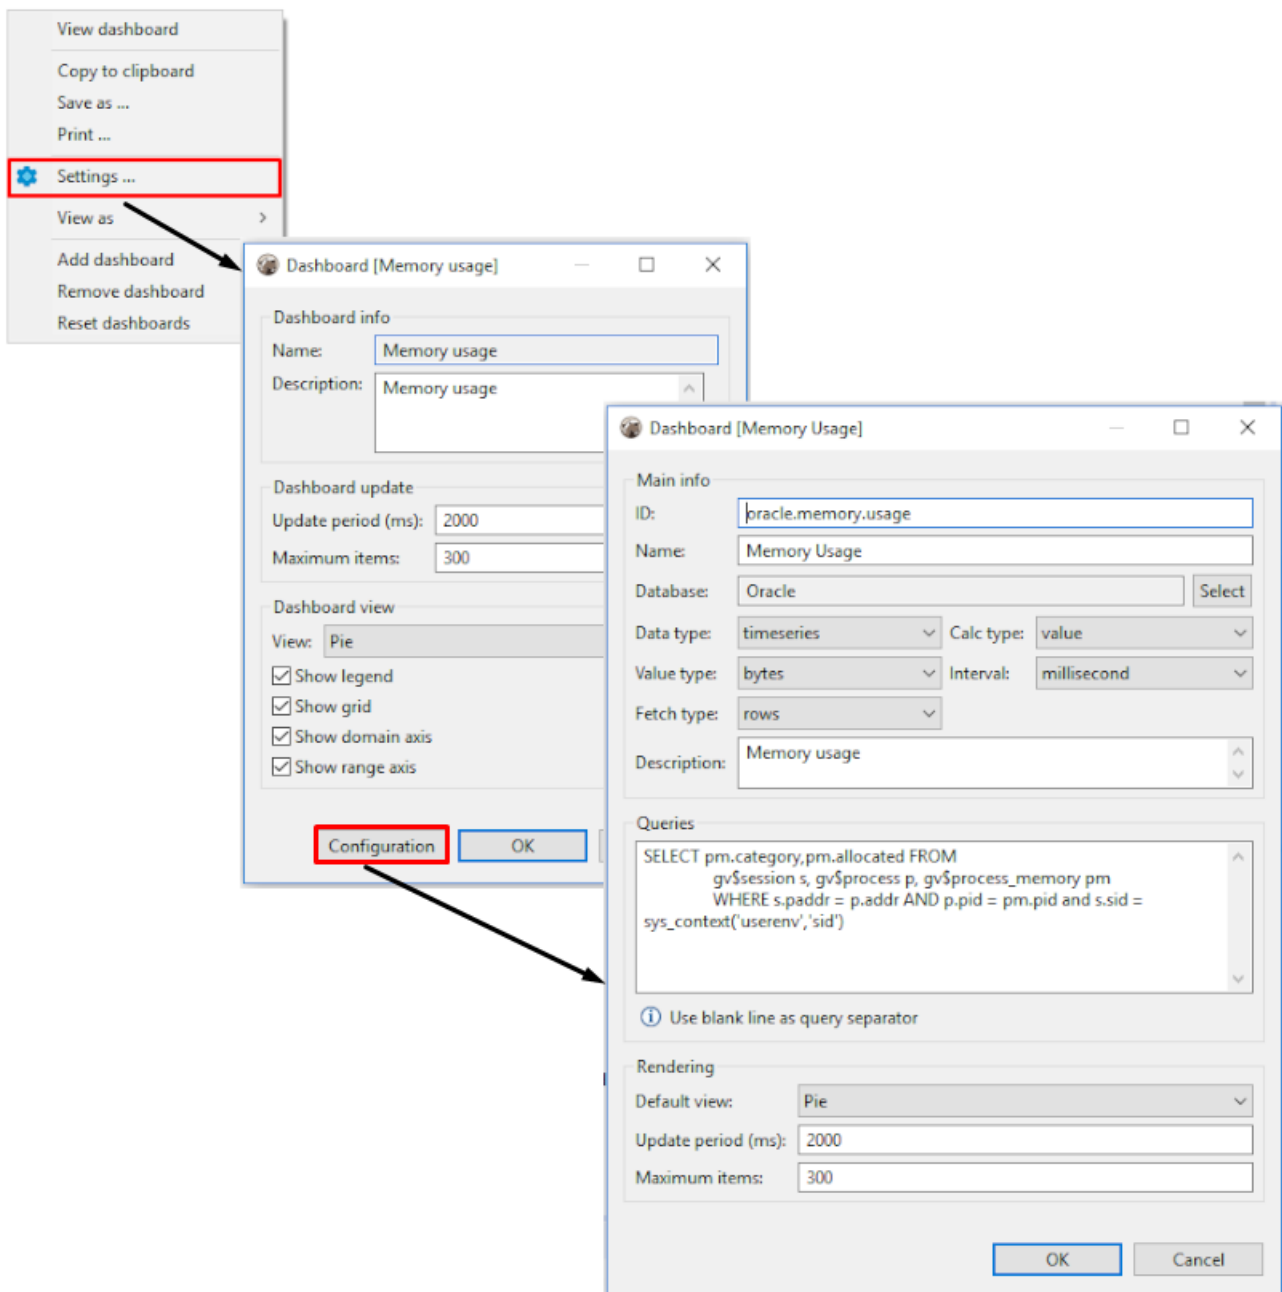 View dashboard
Copy to clipboard
Save as ...
Print ...
Settings ...
View as
Add dashboard
Remove dashboard
Reset dashboards
Dashboard [Memory usage]
Dashboard info
Name: Memory usage
Description: Memory usage
Dashboard update
Update period (ms): 2000
Maximum items: 300
Dashboard view
View: Pie
Show legend
Show grid
Show domain axis
Show range axis
Configuration OK
Dashboard [Memory Usage]
Main info
ID: oracle.memory.usage
Name: Memory Usage
Database: Oracle Select
Data type: timeseries Calc type: value
Value type: bytes Interval: millisecond
Fetch type: rows
Description: Memory usage
Queries
SELECT pm.category,pm.allocated FROM
gv$session s, gv$process p, gv$process_memory pm
WHERE s.paddr = p.addr AND p.pid = pm.pid and s.sid =
sys_context('userenv','sid')
Use blank line as query separator
Rendering
Default view: Pie
Update period (ms): 2000
Maximum items: 300
OK Cancel